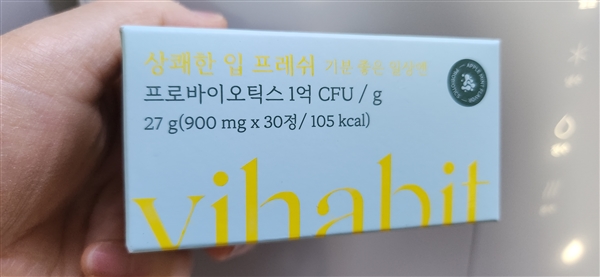 상쾌한 입 프레쉬
프로바이오틱스 1억 CFU / g
27 g(900 mg x 30정/ 105 kcal)
vihabit